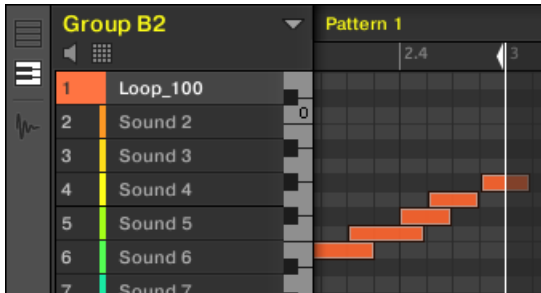 Group B2
Pattern 1
2.4 3
1 Loop_100
0
2 Sound 2
3 Sound 3
4 Sound 4
5 Sound 5
6 Sound 6
7 Sound 7